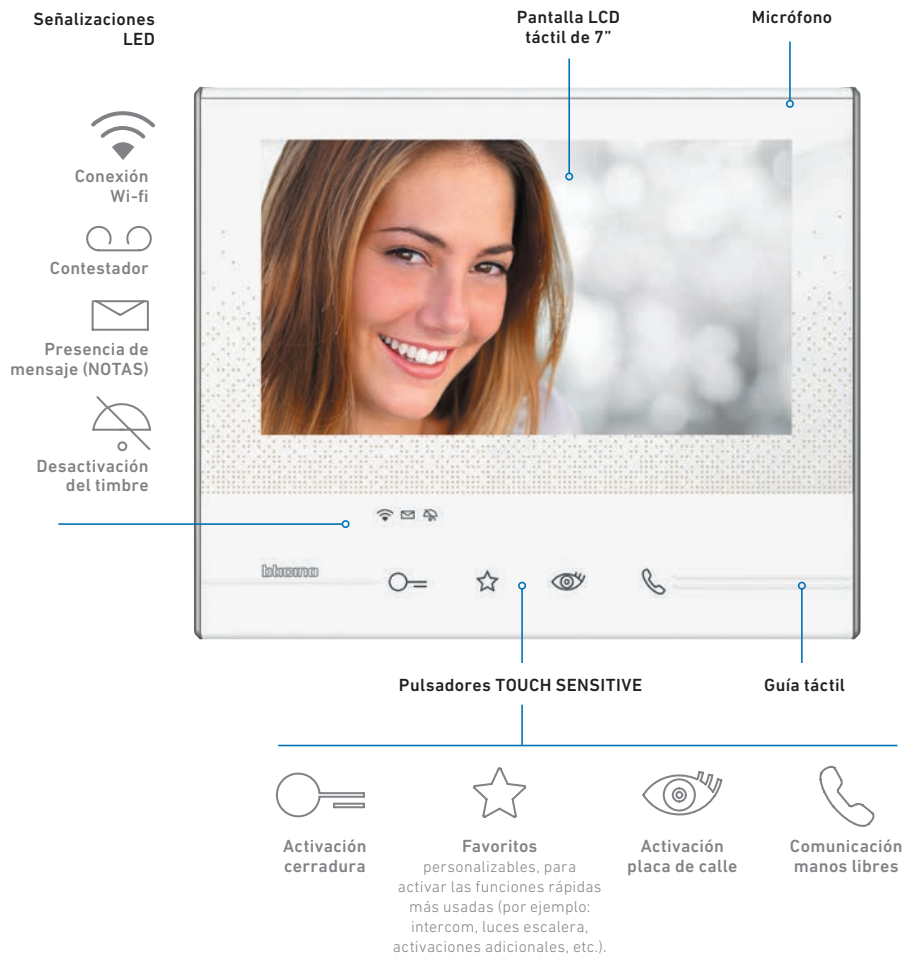 Señalizaciones
LED
Pantalla LCD
táctil de 7”
Micrófono
Conexión
Wi-fi
Contestador
Presencia de
mensaje (NOTAS)
Desactivación
del timbre
bticino
Pulsadores TOUCH SENSITIVE
Guía táctil
Activación
cerradura
Favoritos
personalizables, para
activar las funciones rápidas
más usadas (por ejemplo:
intercom, luces escalera,
activaciones adicionales, etc.).
Activación
placa de calle
Comunicación
manos libres